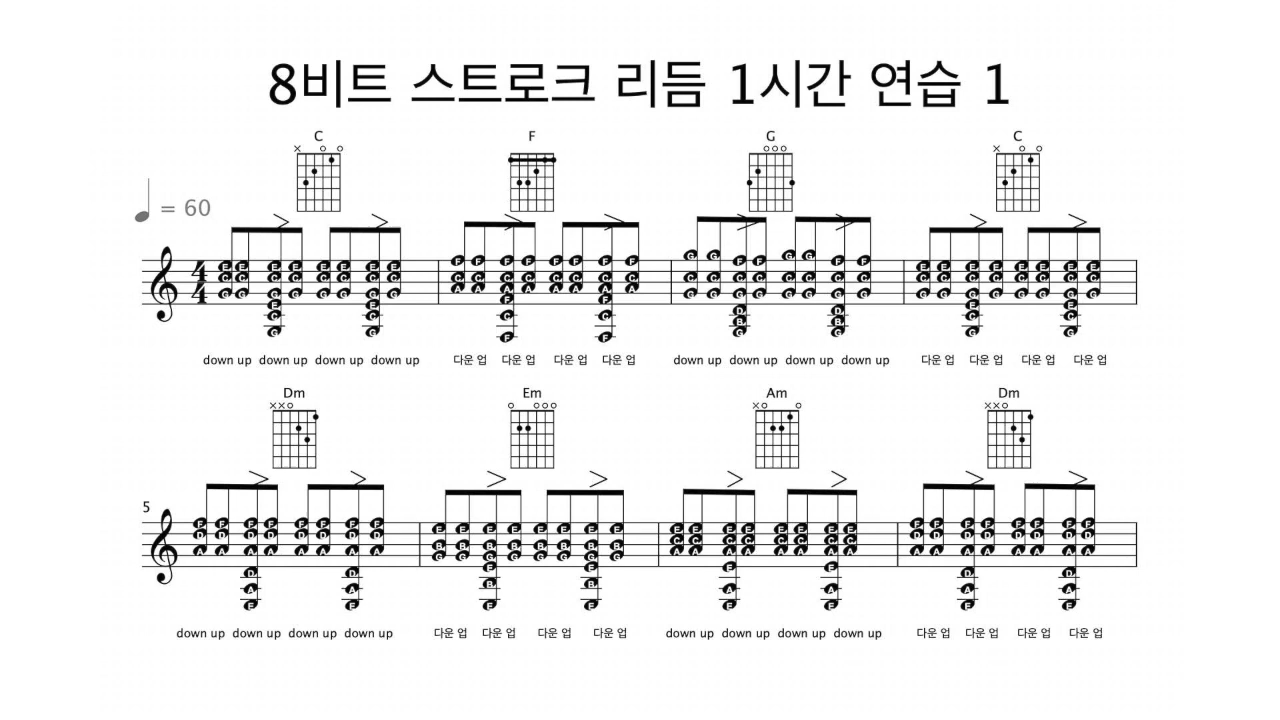 8비트 스트로크 리듬 1시간 연습 1
C F G C
= 60
down up down up down up down up 다운 업 다운 업 다운 업 다운 업 down up down up down up down up 다운 업 다운 업 다운 업 다운 업
Dm Em Am Dm
5
down up down up down up down up 다운 업 다운 업 다운 업 다운 업 down up down up down up down up 다운 업 다운 업 다운 업 다운 업